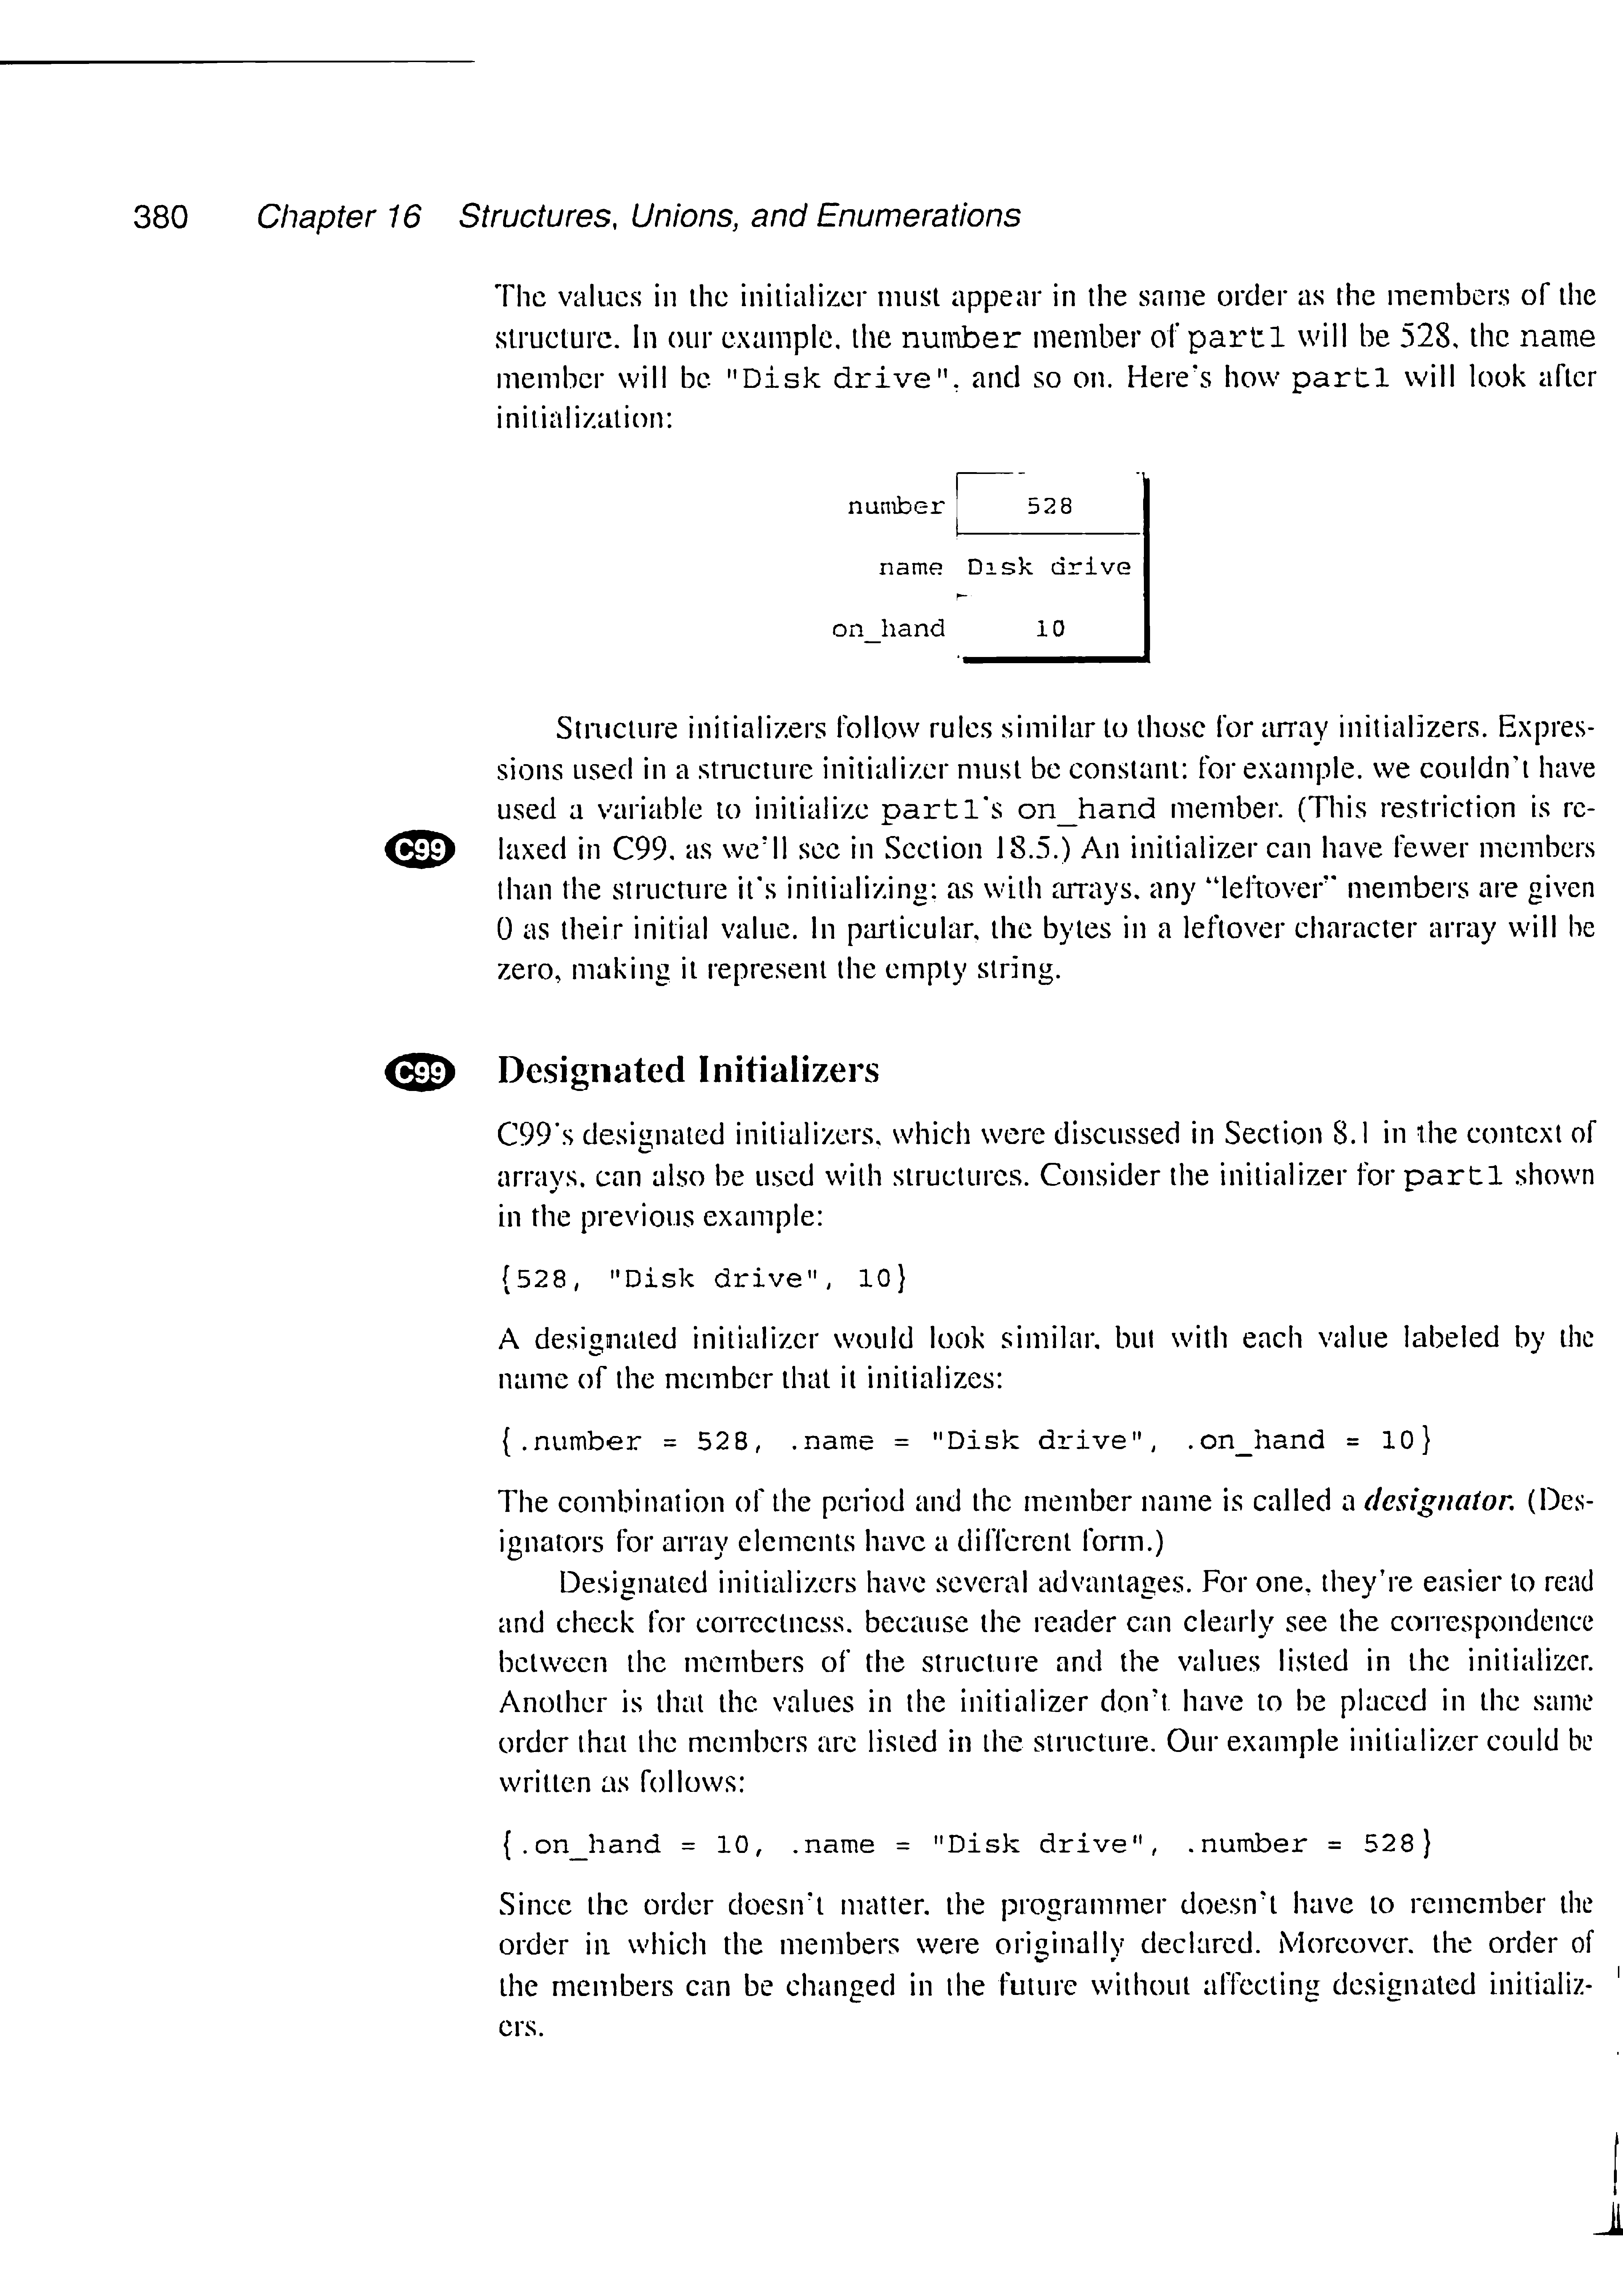 380 Chapter 16 Structures, Unions, and Enumerations
The values in the initializer must appear in the same order as the members of the
structure. In our example, the number member of part1 will be 528, the name
member will be "Disk drive", and so on. Here's how part1 will look after
initialization:
number 528
name Disk drive
on_hand 10
Structure initializers follow rules similar to those for array initializers. Expres-
sions used in a structure initializer must be constant; for example, we couldn't have
used a variable to initialize part1's on_hand member. (This restriction is re-
C99 laxed in C99, as we'll see in Section 18.5.) An initializer can have fewer members
than the structure it's initializing; as with arrays, any "leftover" members are given
0 as their initial value. In particular, the bytes in a leftover character array will be
zero, making it represent the empty string.
C99 Designated Initializers
C99's designated initializers, which were discussed in Section 8.1 in the context of
arrays, can also be used with structures. Consider the initializer for part1 shown
in the previous example:
{528, "Disk drive", 10}
A designated initializer would look similar, but with each value labeled by the
name of the member that it initializes:
{.number = 528, .name = "Disk drive", .on_hand = 10}
The combination of the period and the member name is called a designator. (Des-
ignators for array elements have a different form.)
Designated initializers have several advantages. For one, they're easier to read
and check for correctness, because the reader can clearly see the correspondence
between the members of the structure and the values listed in the initializer.
Another is that the values in the initializer don't have to be placed in the same
order that the members are listed in the structure. Our example initializer could be
written as follows:
{.on_hand = 10, .name = "Disk drive", .number = 528}
Since the order doesn't matter, the programmer doesn't have to remember the
order in which the members were originally declared. Moreover, the order of
the members can be changed in the future without affecting designated initializ-
ers.